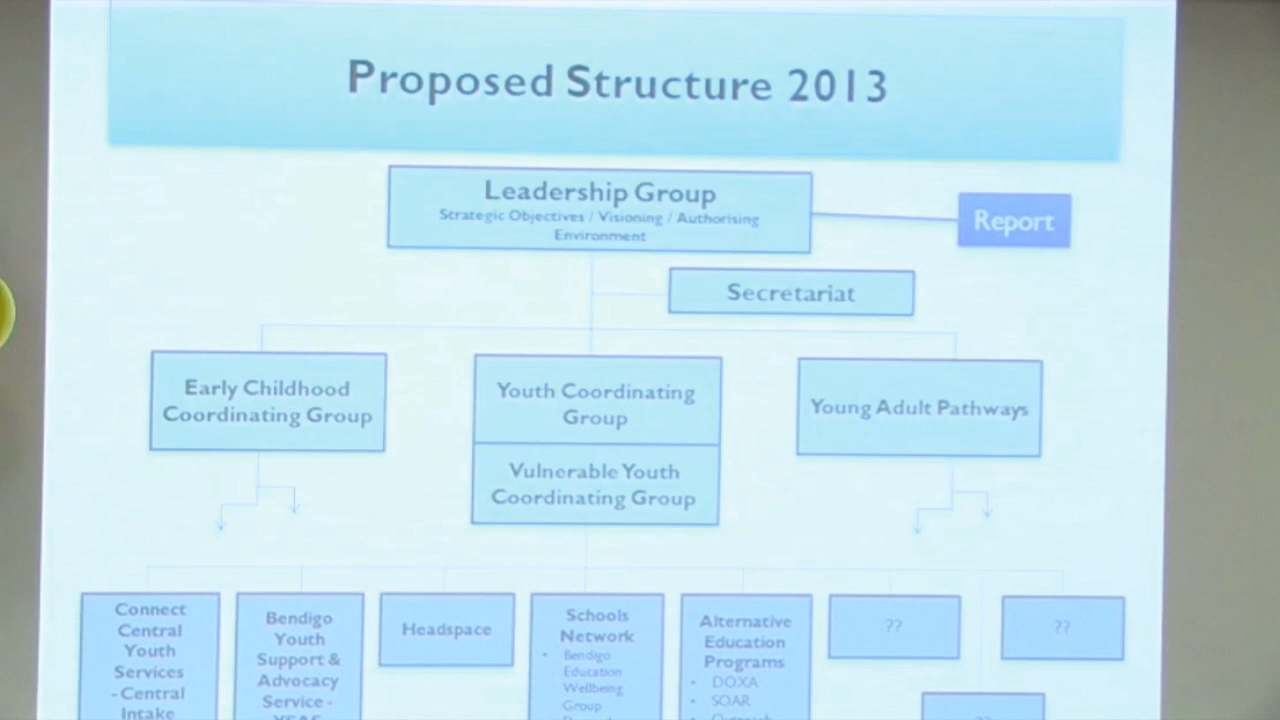 Proposed Structure 2013
Leadership Group
Strategic Objectives / Visioning / Authorising
Environment
Report
Secretariat
Early Childhood
Coordinating Group
Youth Coordinating
Group
Vulnerable Youth
Coordinating Group
Young Adult Pathways
Connect
Central
Youth
Services
- Central
Intake
Bendigo
Youth
Support &
Advocacy
Service -
Headspace
Schools
Network
• Bendigo
Education
Wellbeing
Group
Alternative
Education
Programs
• DOXA
• SOAR
??
??